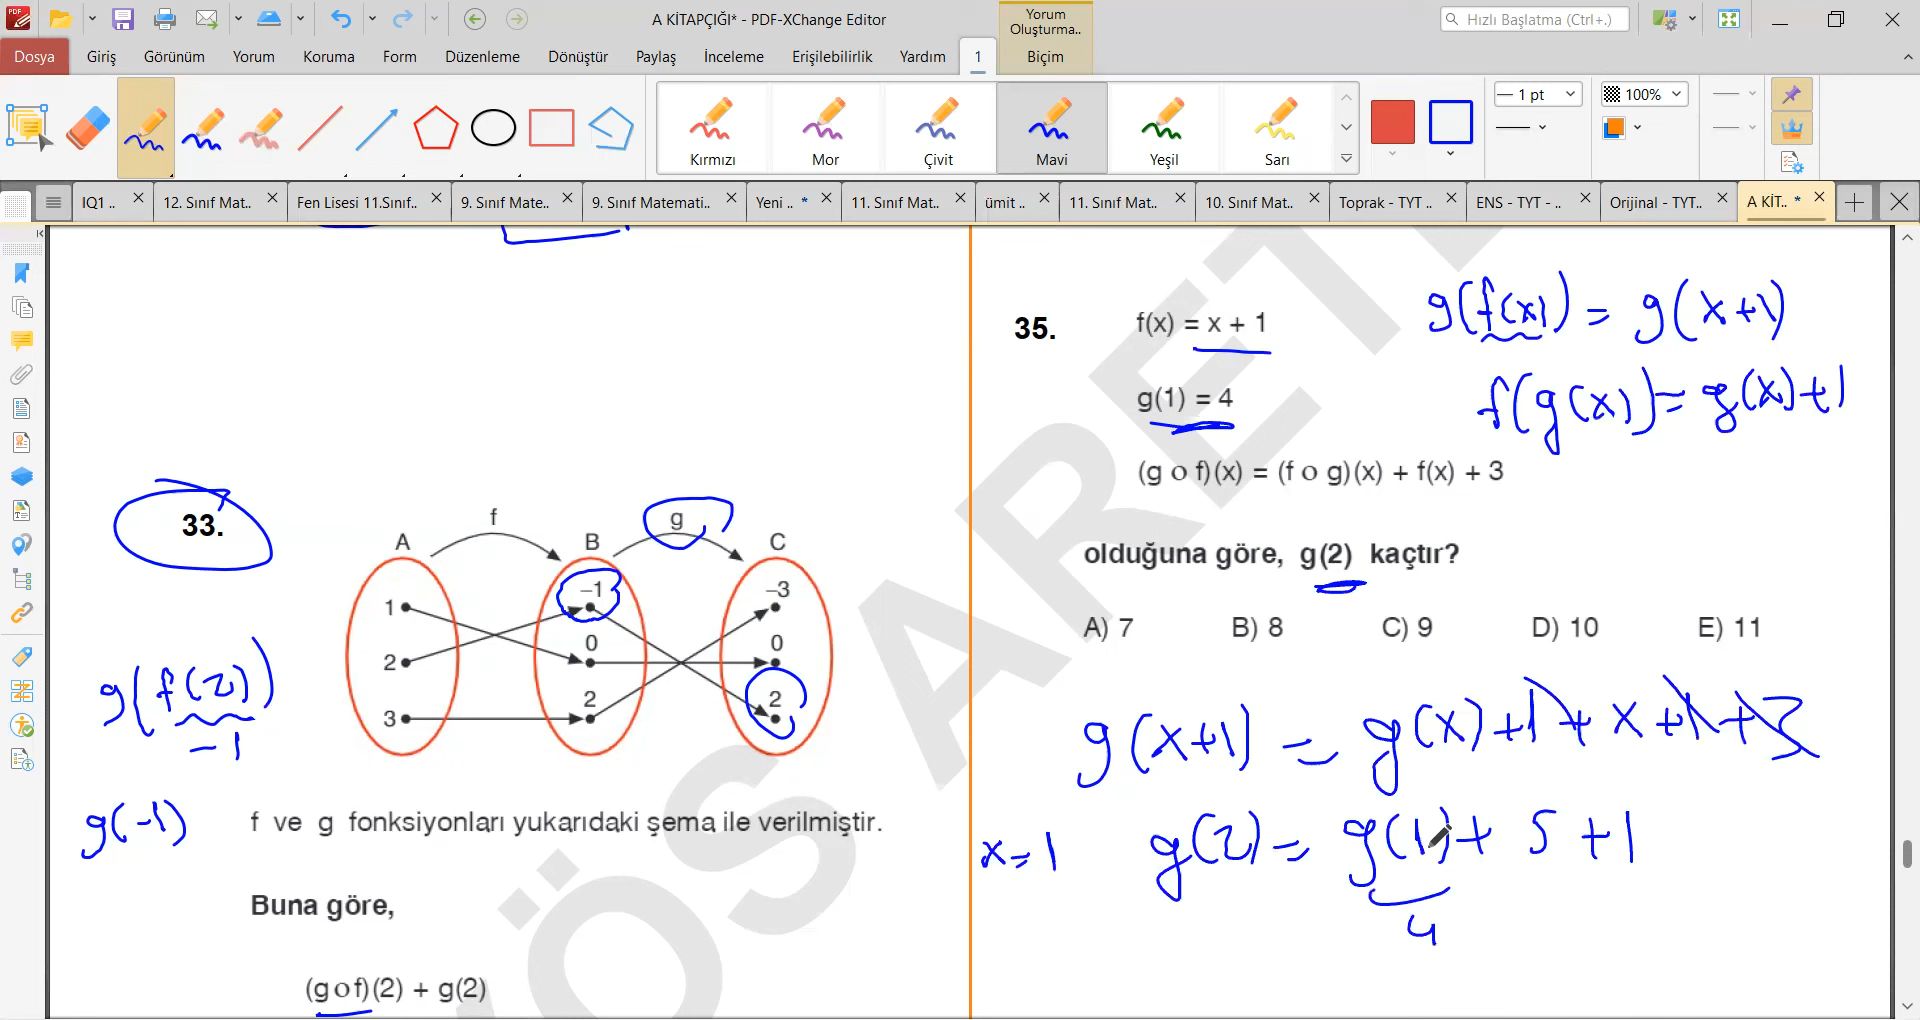 A KİTAPÇIĞI* - PDF-XChange Editor
Yorum
Oluşturma..
Hızlı Başlatma (Ctrl+.)
Dosya Giriş Görünüm Yorum Koruma Form Düzenleme Dönüştür Paylaş İnceleme Erişilebilirlik Yardım 1 Biçim
1 pt 100%
Kırmızı Mor Çivit Mavi Yeşil Sarı
IQ1 .. 12. Sınıf Mat.. Fen Lisesi 11.Sınıf.. 9. Sınıf Mate.. 9. Sınıf Matemati.. Yeni .. * 11. Sınıf Mat.. ümit .. 11. Sınıf Mat.. 10. Sınıf Mat.. Toprak - TYT .. ENS - TYT - .. Orijinal - TYT.. A KİT.. *
33.
f g
A B C
1 2 3
-1 0 2
-3 0 2
g(f(2))
-1
g(-1)
f ve g fonksiyonları yukarıdaki şema ile verilmiştir.
Buna göre,
(g o f)(2) + g(2)
35. f(x) = x + 1
g(1) = 4
(g o f)(x) = (f o g)(x) + f(x) + 3
olduğuna göre, g(2) kaçtır?
A) 7 B) 8 C) 9 D) 10 E) 11
g(f(x)) = g(x+1)
f(g(x)) = g(x)+1
g(x+1) = g(x)+1+x+1+3
x=1 g(2) = g(1)+ 5 +1
4
YÖS ARETE